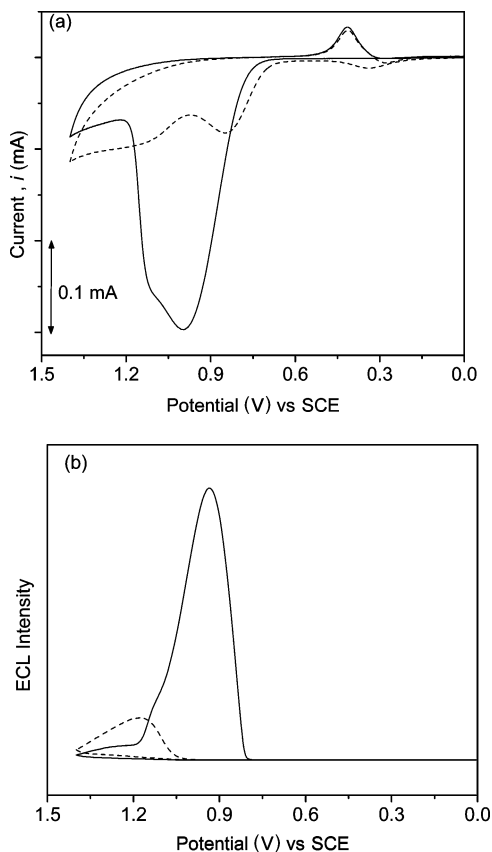 (a)
Current , i (mA)
0.1 mA
1.5 1.2 0.9 0.6 0.3 0.0
Potential (V) vs SCE
(b)
ECL Intensity
1.5 1.2 0.9 0.6 0.3 0.0
Potential (V) vs SCE